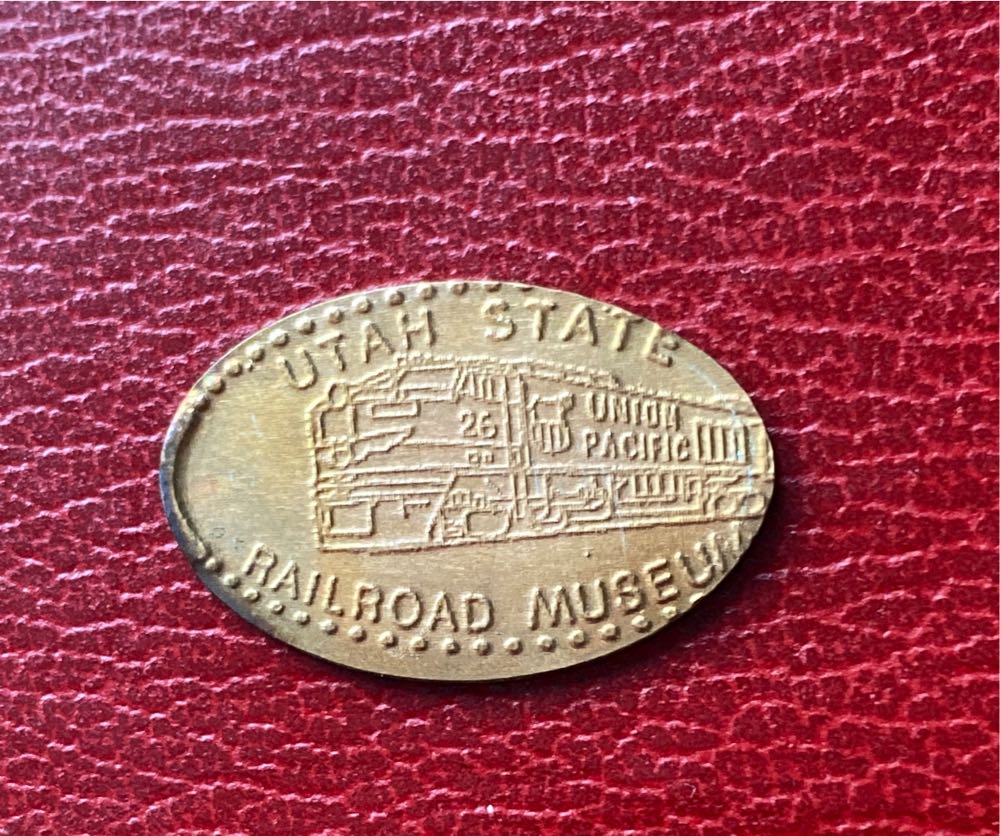 UTAH STATE
26
UNION
PACIFIC
RAILROAD MUSEUM